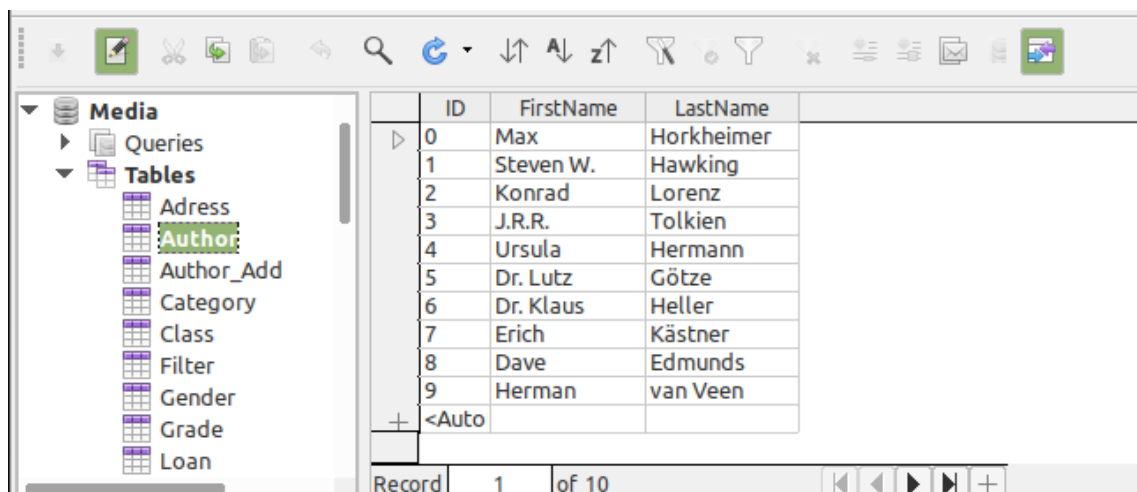 Media
Queries
Tables
Adress
Author
Author_Add
Category
Class
Filter
Gender
Grade
Loan
ID FirstName LastName
0 Max Horkheimer
1 Steven W. Hawking
2 Konrad Lorenz
3 J.R.R. Tolkien
4 Ursula Hermann
5 Dr. Lutz Götze
6 Dr. Klaus Heller
7 Erich Kästner
8 Dave Edmunds
9 Herman van Veen
<Auto
Record 1 of 10